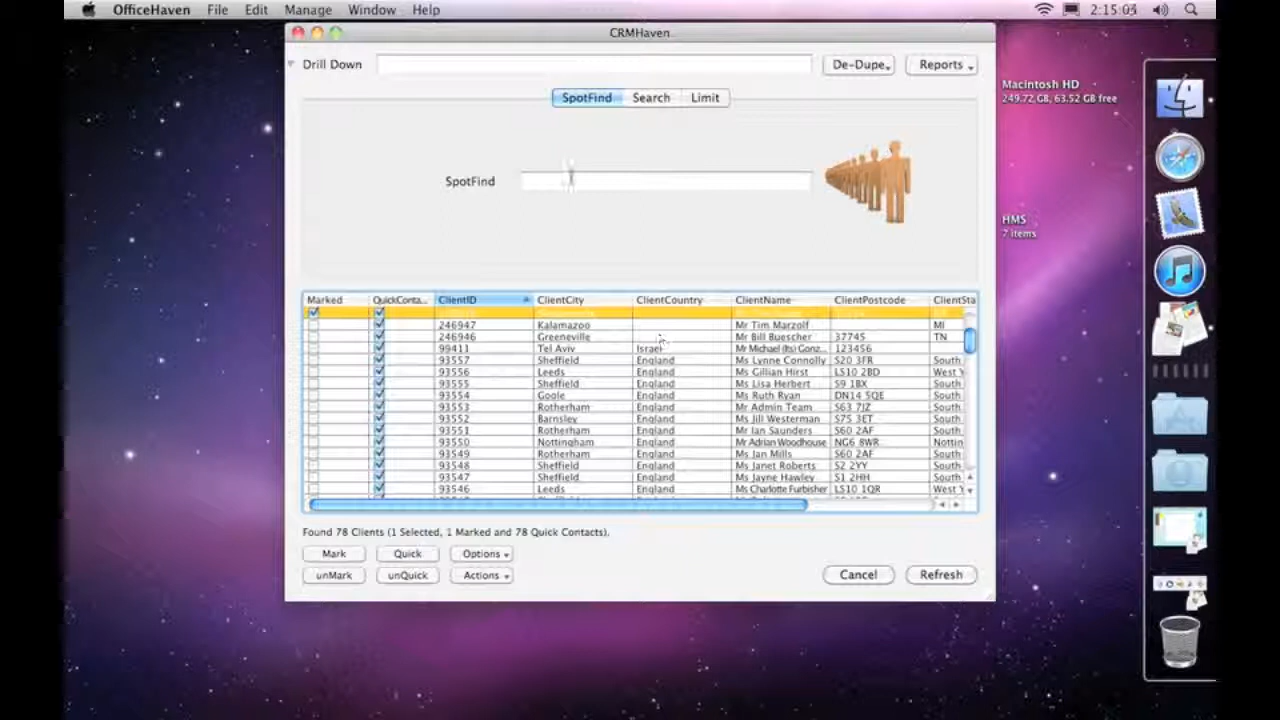 OfficeHaven File Edit Manage Window Help 2:15:03
CRMHaven
Drill Down De-Dupe Reports
Macintosh HD
249.72 GB, 63.52 GB free
SpotFind Search Limit
SpotFind
HMS
7 items
Marked QuickConta... ClientID ClientCity ClientCountry ClientName ClientPostcode ClientSta
246947 Kalamazoo Mr Tim Marzolf MI
246946 Greeneville Mr Bill Buescher 37745 TN
99411 Tel Aviv Israel Mr Michael (Its) Gonz... 123456
93557 Sheffield England Ms Lynne Connolly S20 3FR South
93556 Leeds England Ms Gillian Hirst LS10 2BD West Y
93555 Sheffield England Ms Lisa Herbert S9 1BX South
93554 Goole England Ms Ruth Ryan DN14 5QE South
93553 Rotherham England Mr Admin Team S63 7JZ South
93552 Barnsley England Ms Jill Westerman S75 3ET South
93551 Rotherham England Mr Ian Saunders S60 2AF South
93550 Nottingham England Mr Adrian Woodhouse NG6 8WR Nottin
93549 Rotherham England Ms Jan Mills S60 2AF South
93548 Sheffield England Ms Janet Roberts S2 2YY South
93547 Sheffield England Ms Jayne Hawley S1 2HH South
93546 Leeds England Ms Charlotte Furbisher LS10 1QR West Y
Found 78 Clients (1 Selected, 1 Marked and 78 Quick Contacts).
Mark Quick Options
unMark unQuick Actions Cancel Refresh